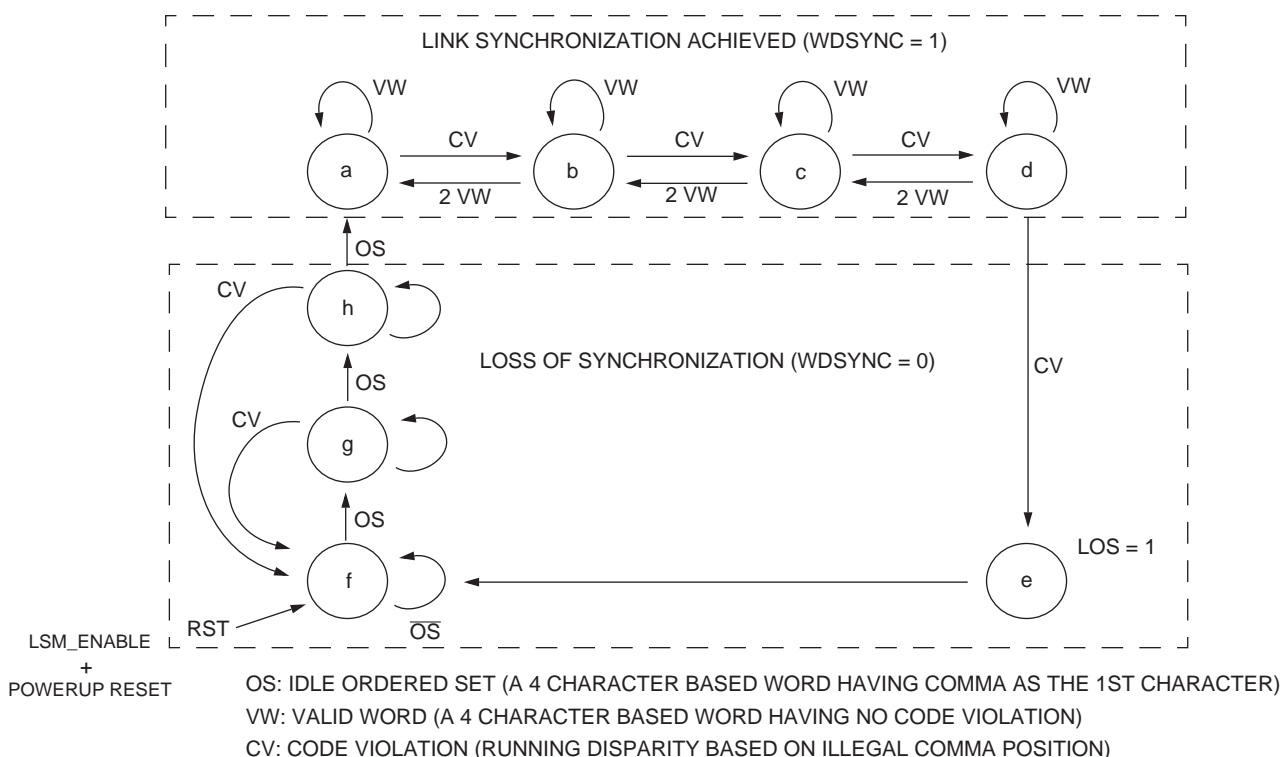 LINK SYNCHRONIZATION ACHIEVED (WDSYNC = 1)
VW VW VW VW
CV CV CV
a b c d
2 VW 2 VW 2 VW
OS
CV
h
LOSS OF SYNCHRONIZATION (WDSYNC = 0)
CV
OS
CV
g
OS
LOS = 1
f
e
RST
OS
LSM_ENABLE
+
POWERUP RESET
OS: IDLE ORDERED SET (A 4 CHARACTER BASED WORD HAVING COMMA AS THE 1ST CHARACTER)
VW: VALID WORD (A 4 CHARACTER BASED WORD HAVING NO CODE VIOLATION)
CV: CODE VIOLATION (RUNNING DISPARITY BASED ON ILLEGAL COMMA POSITION)